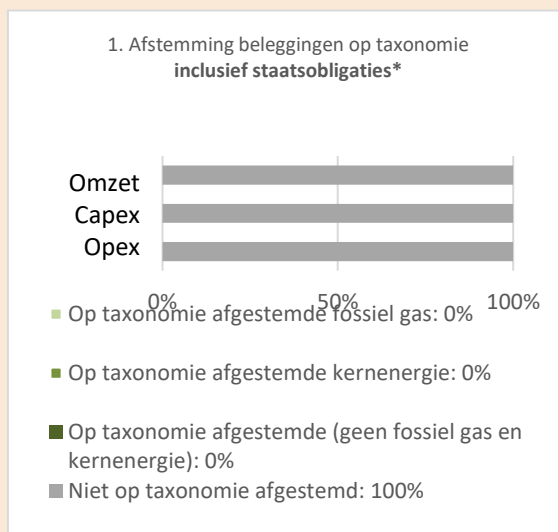 1. Afstemming beleggingen op taxonomie
inclusief staatsobligaties*
Omzet
Capex
Opex
0% 50% 100%
Op taxonomie afgestemde fossiel gas: 0%
Op taxonomie afgestemde kernenergie: 0%
Op taxonomie afgestemde (geen fossiel gas en
kernenergie): 0%
Niet op taxonomie afgestemd: 100%